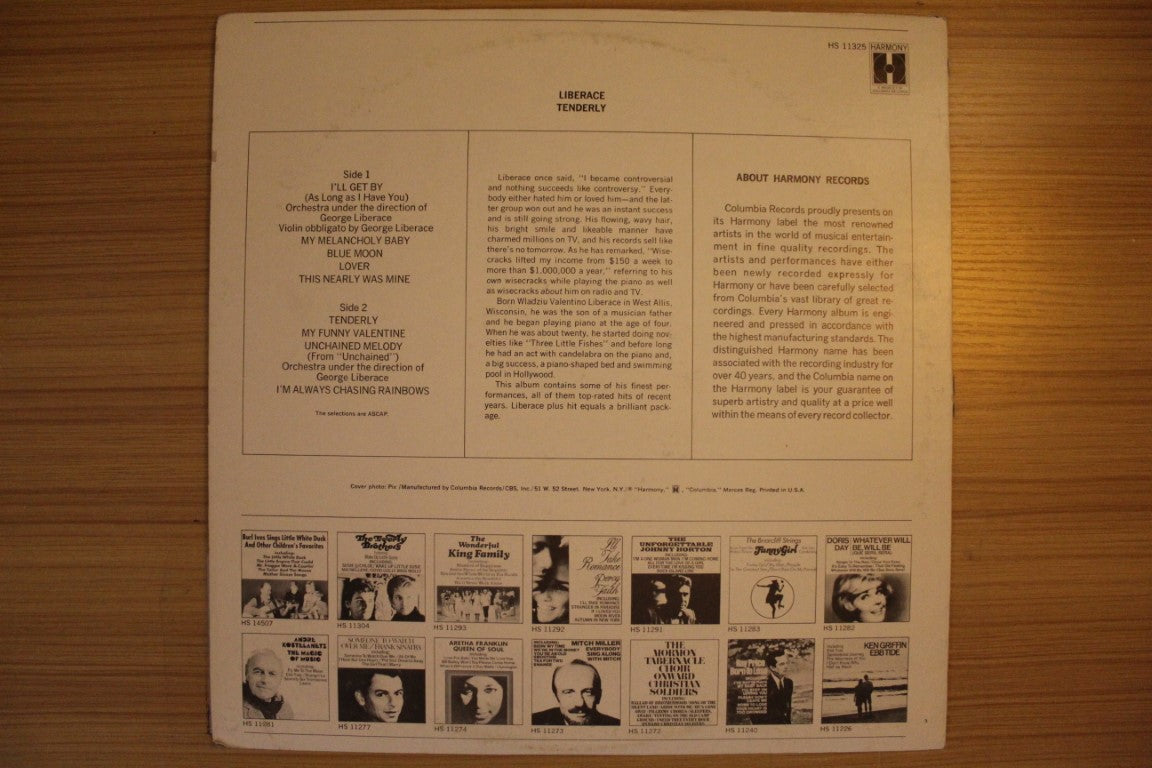 HS 11325
HARMONY
LIBERACE
TENDERLY
Side 1
I'LL GET BY
(As Long as I Have You)
Orchestra under the direction of
George Liberace
Violin obbligato by George Liberace
MY MELANCHOLY BABY
BLUE MOON
LOVER
THIS NEARLY WAS MINE
Side 2
TENDERLY
MY FUNNY VALENTINE
UNCHAINED MELODY
(From "Unchained")
Orchestra under the direction of
George Liberace
I'M ALWAYS CHASING RAINBOWS
The selections are ASCAP.
Liberace once said, "I became controversial
and nothing succeeds like controversy." Every-
body either hated him or loved him—and the lat-
ter group won out and he was an instant success
and is still going strong. His flowing, wavy hair,
his bright smile and likeable manner have
charmed millions on TV, and his records sell like
there's no tomorrow. As he has remarked, "Wise-
cracks lifted my income from $150 a week to
more than $1,000,000 a year," referring to his
own wisecracks while playing the piano as well
as wisecracks about him on radio and TV.
Born Wladziu Valentino Liberace in West Allis,
Wisconsin, he was the son of a musician father
and he began playing piano at the age of four.
When he was about twenty, he started doing nov-
elties like "Three Little Fishes" and before long
he had an act with candelabra on the piano and,
a big success, a piano-shaped bed and swimming
pool in Hollywood.
This album contains some of his finest per-
formances, all of them top-rated hits of recent
years. Liberace plus hit equals a brilliant pack-
age.
ABOUT HARMONY RECORDS
Columbia Records proudly presents on
its Harmony label the most renowned
artists in the world of musical entertain-
ment in fine quality recordings. The
artists and performances have either
been newly recorded expressly for
Harmony or have been carefully selected
from Columbia's vast library of great re-
cordings. Every Harmony album is engi-
neered and pressed in accordance with
the highest manufacturing standards. The
distinguished Harmony name has been
associated with the recording industry for
over 40 years, and the Columbia name on
the Harmony label is your guarantee of
superb artistry and quality at a price well
within the means of every record collector.
Cover photo: Pix /Manufactured by Columbia Records/CBS, Inc./51 W. 52 Street, New York, N.Y./® "Harmony," , "Columbia," Marcas Reg. Printed in U.S.A.
Burl Ives Sings Little White Duck
And Other Children's Favorites
HS 14507
The Everly
Brothers
HS 11304
The
Wonderful
King Family
HS 11293
I'll
Take
Romance
Percy
Faith
HS 11292
THE
UNFORGETTABLE
JOHNNY HORTON
HS 11291
The Briarcliff Strings
Funny Girl
HS 11283
DORIS DAY: WHATEVER WILL
BE, WILL BE
(QUE SERA, SERA)
HS 11282
ANDRE
KOSTELANETZ
THE MAGIC
OF MUSIC
HS 11281
SOMEONE TO WATCH
OVER ME / FRANK SINATRA
HS 11277
ARETHA FRANKLIN
QUEEN OF SOUL
HS 11274
MITCH MILLER
EVERYBODY
SING ALONG
WITH MITCH
HS 11273
THE
MORMON
TABERNACLE
CHOIR
ONWARD
CHRISTIAN
SOLDIERS
HS 11272
Ray Price
Burning
HS 11240
KEN GRIFFIN
EBB TIDE
HS 11226
3